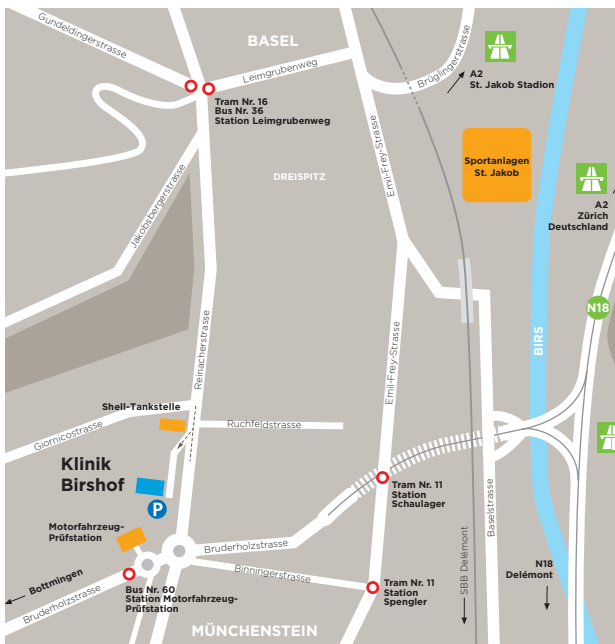 Gundeldingerstrasse
BASEL
Leimgrubenweg
Brüglingerstrasse
A2
St. Jakob Stadion
Tram Nr. 16
Bus Nr. 36
Station Leimgrubenweg
Emil-Frey-Strasse
Sportanlagen
St. Jakob
DREISPITZ
Jakobsbergerstrasse
A2
Zürich
Deutschland
N18
BIRS
Reinacherstrasse
Emil-Frey-Strasse
Shell-Tankstelle
Ruchfeldstrasse
Giornicostrasse
Klinik
Birshof
P
Tram Nr. 11
Station
Schaulager
Baselstrasse
Motorfahrzeug-
Prüfstation
Bruderholzstrasse
SBB Delémont
N18
Delémont
Bottmingen
Binningerstrasse
Bruderholzstrasse
Bus Nr. 60
Station Motorfahrzeug-
Prüfstation
Tram Nr. 11
Station
Spengler
MÜNCHENSTEIN